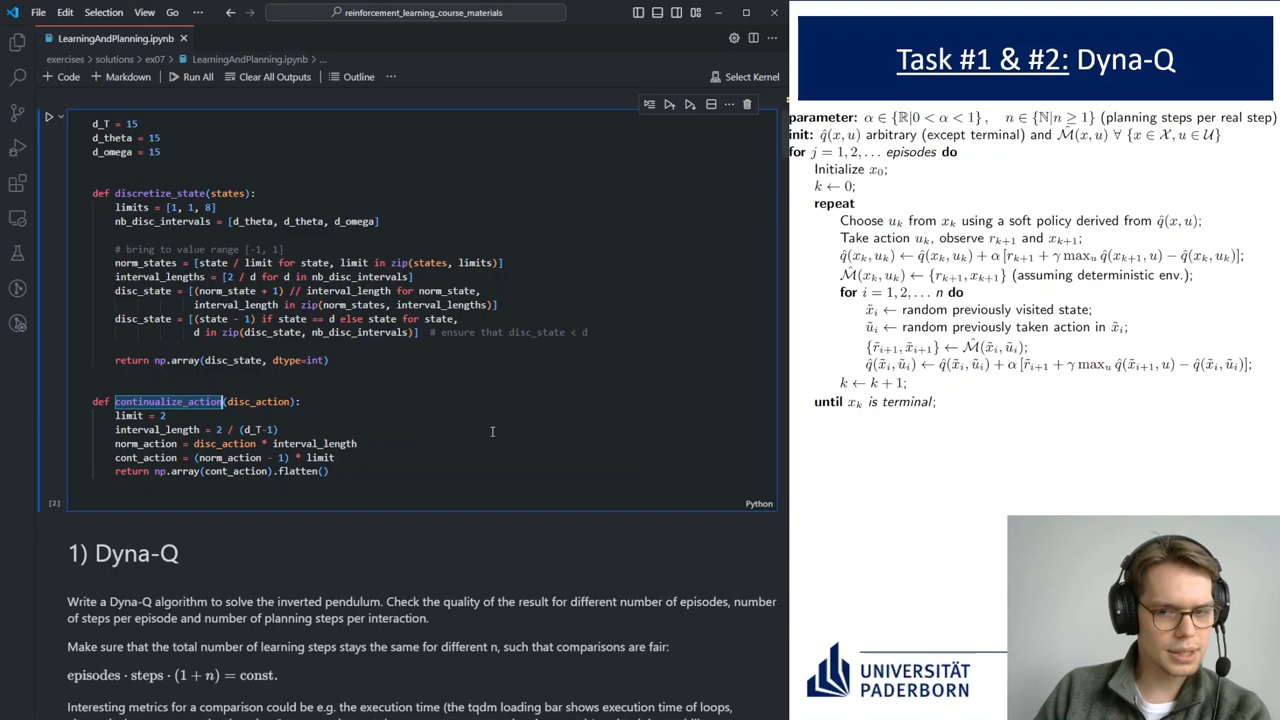 File Edit Selection View Go ···
reinforcement_learning_course_materials
LearningAndPlanning.ipynb
exercises > solutions > ex07 > LearningAndPlanning.ipynb > ...
+ Code + Markdown Run All Clear All Outputs Outline ··· Select Kernel
d_T = 15
d_theta = 15
d_omega = 15
def discretize_state(states):
limits = [1, 1, 8]
nb_disc_intervals = [d_theta, d_theta, d_omega]
# bring to value range [-1, 1]
norm_states = [state / limit for state, limit in zip(states, limits)]
interval_lengths = [2 / d for d in nb_disc_intervals]
disc_state = [(norm_state + 1) // interval_length for norm_state,
interval_length in zip(norm_states, interval_lengths)]
disc_state = [(state - 1) if state == d else state for state,
d in zip(disc_state, nb_disc_intervals)] # ensure that disc_state < d
return np.array(disc_state, dtype=int)
def continualize_action(disc_action):
limit = 2
interval_length = 2 / (d_T-1)
norm_action = disc_action * interval_length
cont_action = (norm_action - 1) * limit
return np.array(cont_action).flatten()
[2]
Python
1) Dyna-Q
Write a Dyna-Q algorithm to solve the inverted pendulum. Check the quality of the result for different number of episodes, number
of steps per episode and number of planning steps per interaction.
Make sure that the total number of learning steps stays the same for different n, such that comparisons are fair:
episodes · steps · (1 + n) = const.
Interesting metrics for a comparison could be e.g. the execution time (the tqdm loading bar shows execution time of loops,
Task #1 & #2: Dyna-Q
parameter: α ∈ {ℝ|0 < α < 1}, n ∈ {ℕ|n ≥ 1} (planning steps per real step)
init: q̂(x, u) arbitrary (except terminal) and M̂(x, u) ∀ {x ∈ X, u ∈ U}
for j = 1, 2, ... episodes do
Initialize x₀;
k ← 0;
repeat
Choose uₖ from xₖ using a soft policy derived from q̂(x, u);
Take action uₖ, observe rₖ₊₁ and xₖ₊₁;
q̂(xₖ, uₖ) ← q̂(xₖ, uₖ) + α [rₖ₊₁ + γ maxᵤ q̂(xₖ₊₁, u) − q̂(xₖ, uₖ)];
M̂(xₖ, uₖ) ← {rₖ₊₁, xₖ₊₁} (assuming deterministic env.);
for i = 1, 2, ... n do
x̃ᵢ ← random previously visited state;
ũᵢ ← random previously taken action in x̃ᵢ;
{r̃ᵢ₊₁, x̃ᵢ₊₁} ← M̂(x̃ᵢ, ũᵢ);
q̂(x̃ᵢ, ũᵢ) ← q̂(x̃ᵢ, ũᵢ) + α [r̃ᵢ₊₁ + γ maxᵤ q̂(x̃ᵢ₊₁, u) − q̂(x̃ᵢ, ũᵢ)];
k ← k + 1;
until xₖ is terminal;
UNIVERSITÄT
PADERBORN